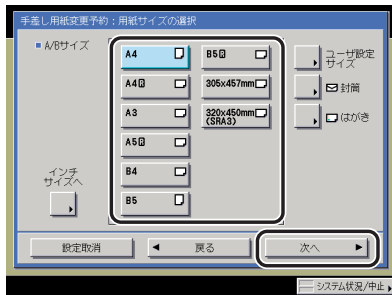 手差し用紙変更予約:用紙サイズの選択
■ A/Bサイズ
A4
A4R
A3
A5R
B4
B5
B5R
305x457mm
320x450mm
(SRA3)
ユーザ設定
サイズ
封筒
はがき
インチ
サイズへ
設定取消
戻る
次へ
システム状況/中止